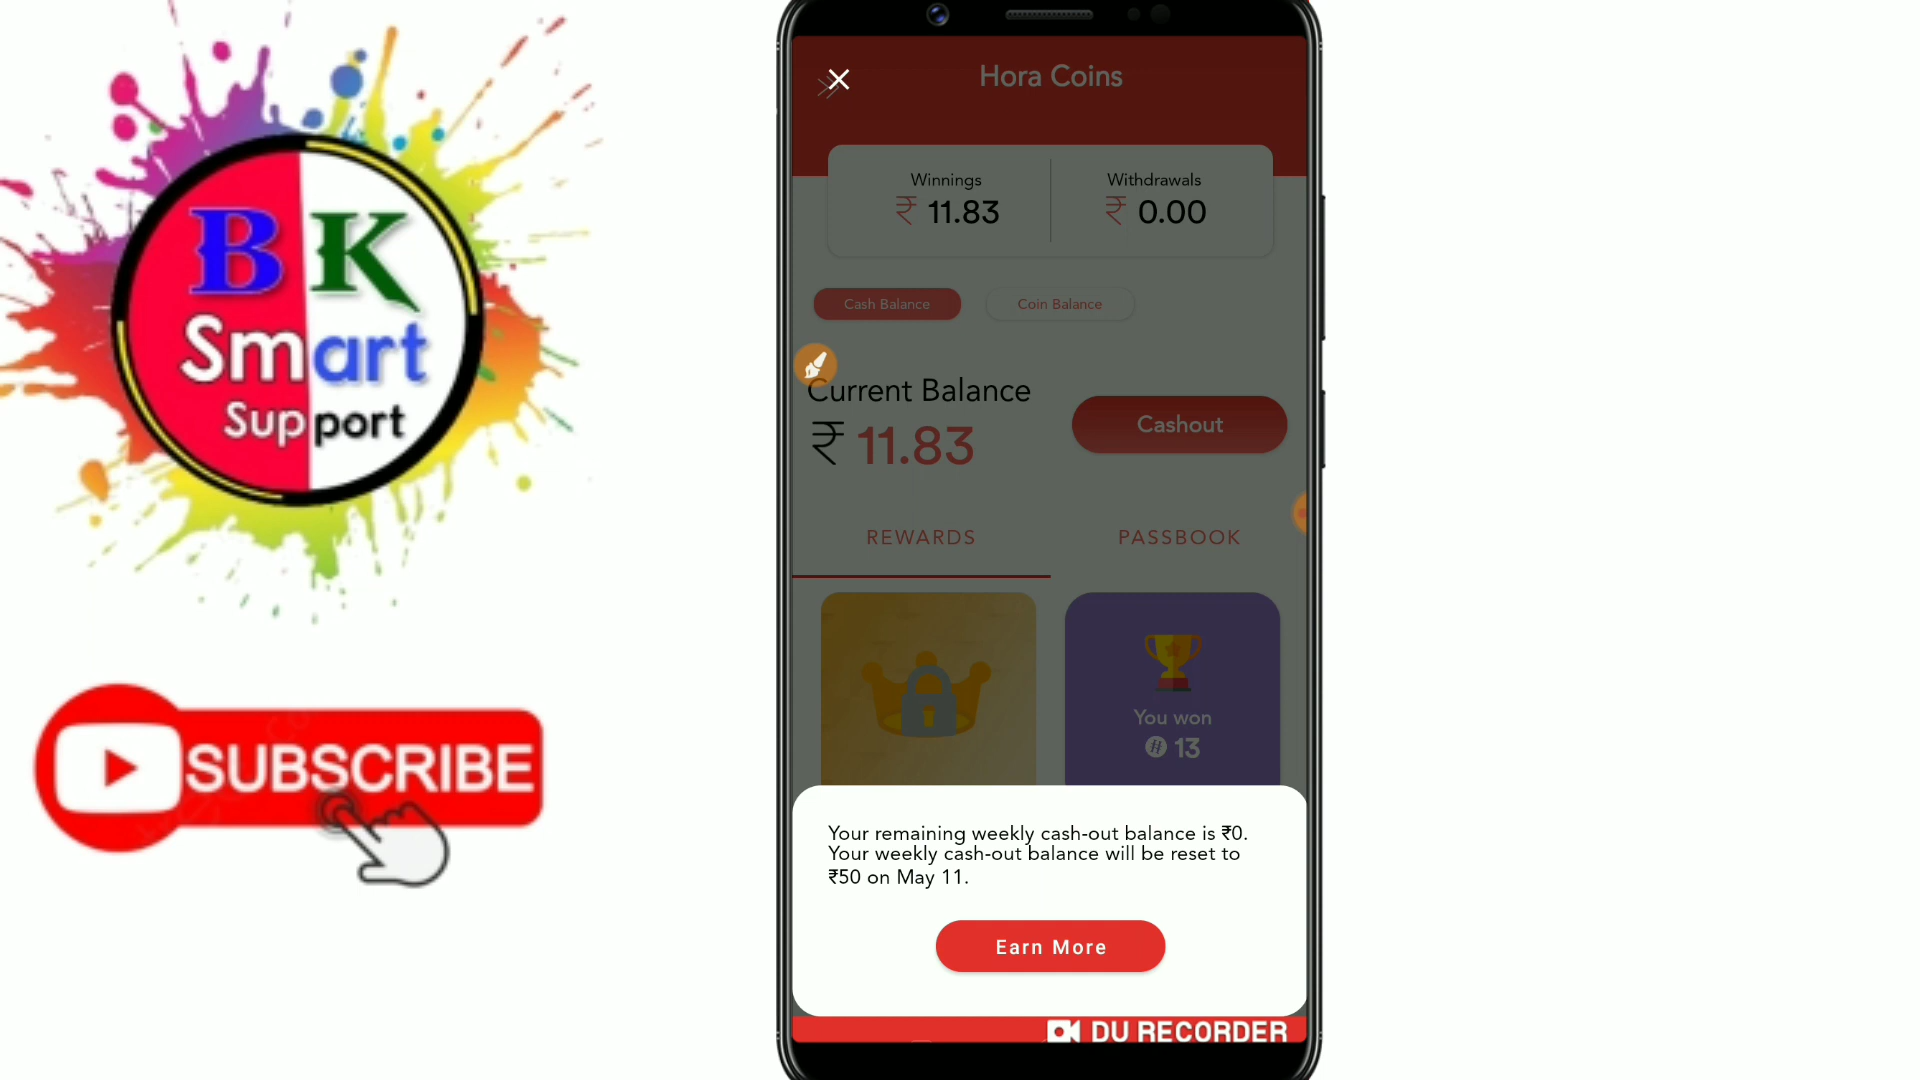 B K
Smart
Support
SUBSCRIBE
Hora Coins
Winnings
₹ 11.83
Withdrawals
₹ 0.00
Cash Balance
Coin Balance
Current Balance
₹ 11.83
Cashout
REWARDS
PASSBOOK
You won
13
Your remaining weekly cash-out balance is ₹0.
Your weekly cash-out balance will be reset to
₹50 on May 11.
Earn More
DU RECORDER